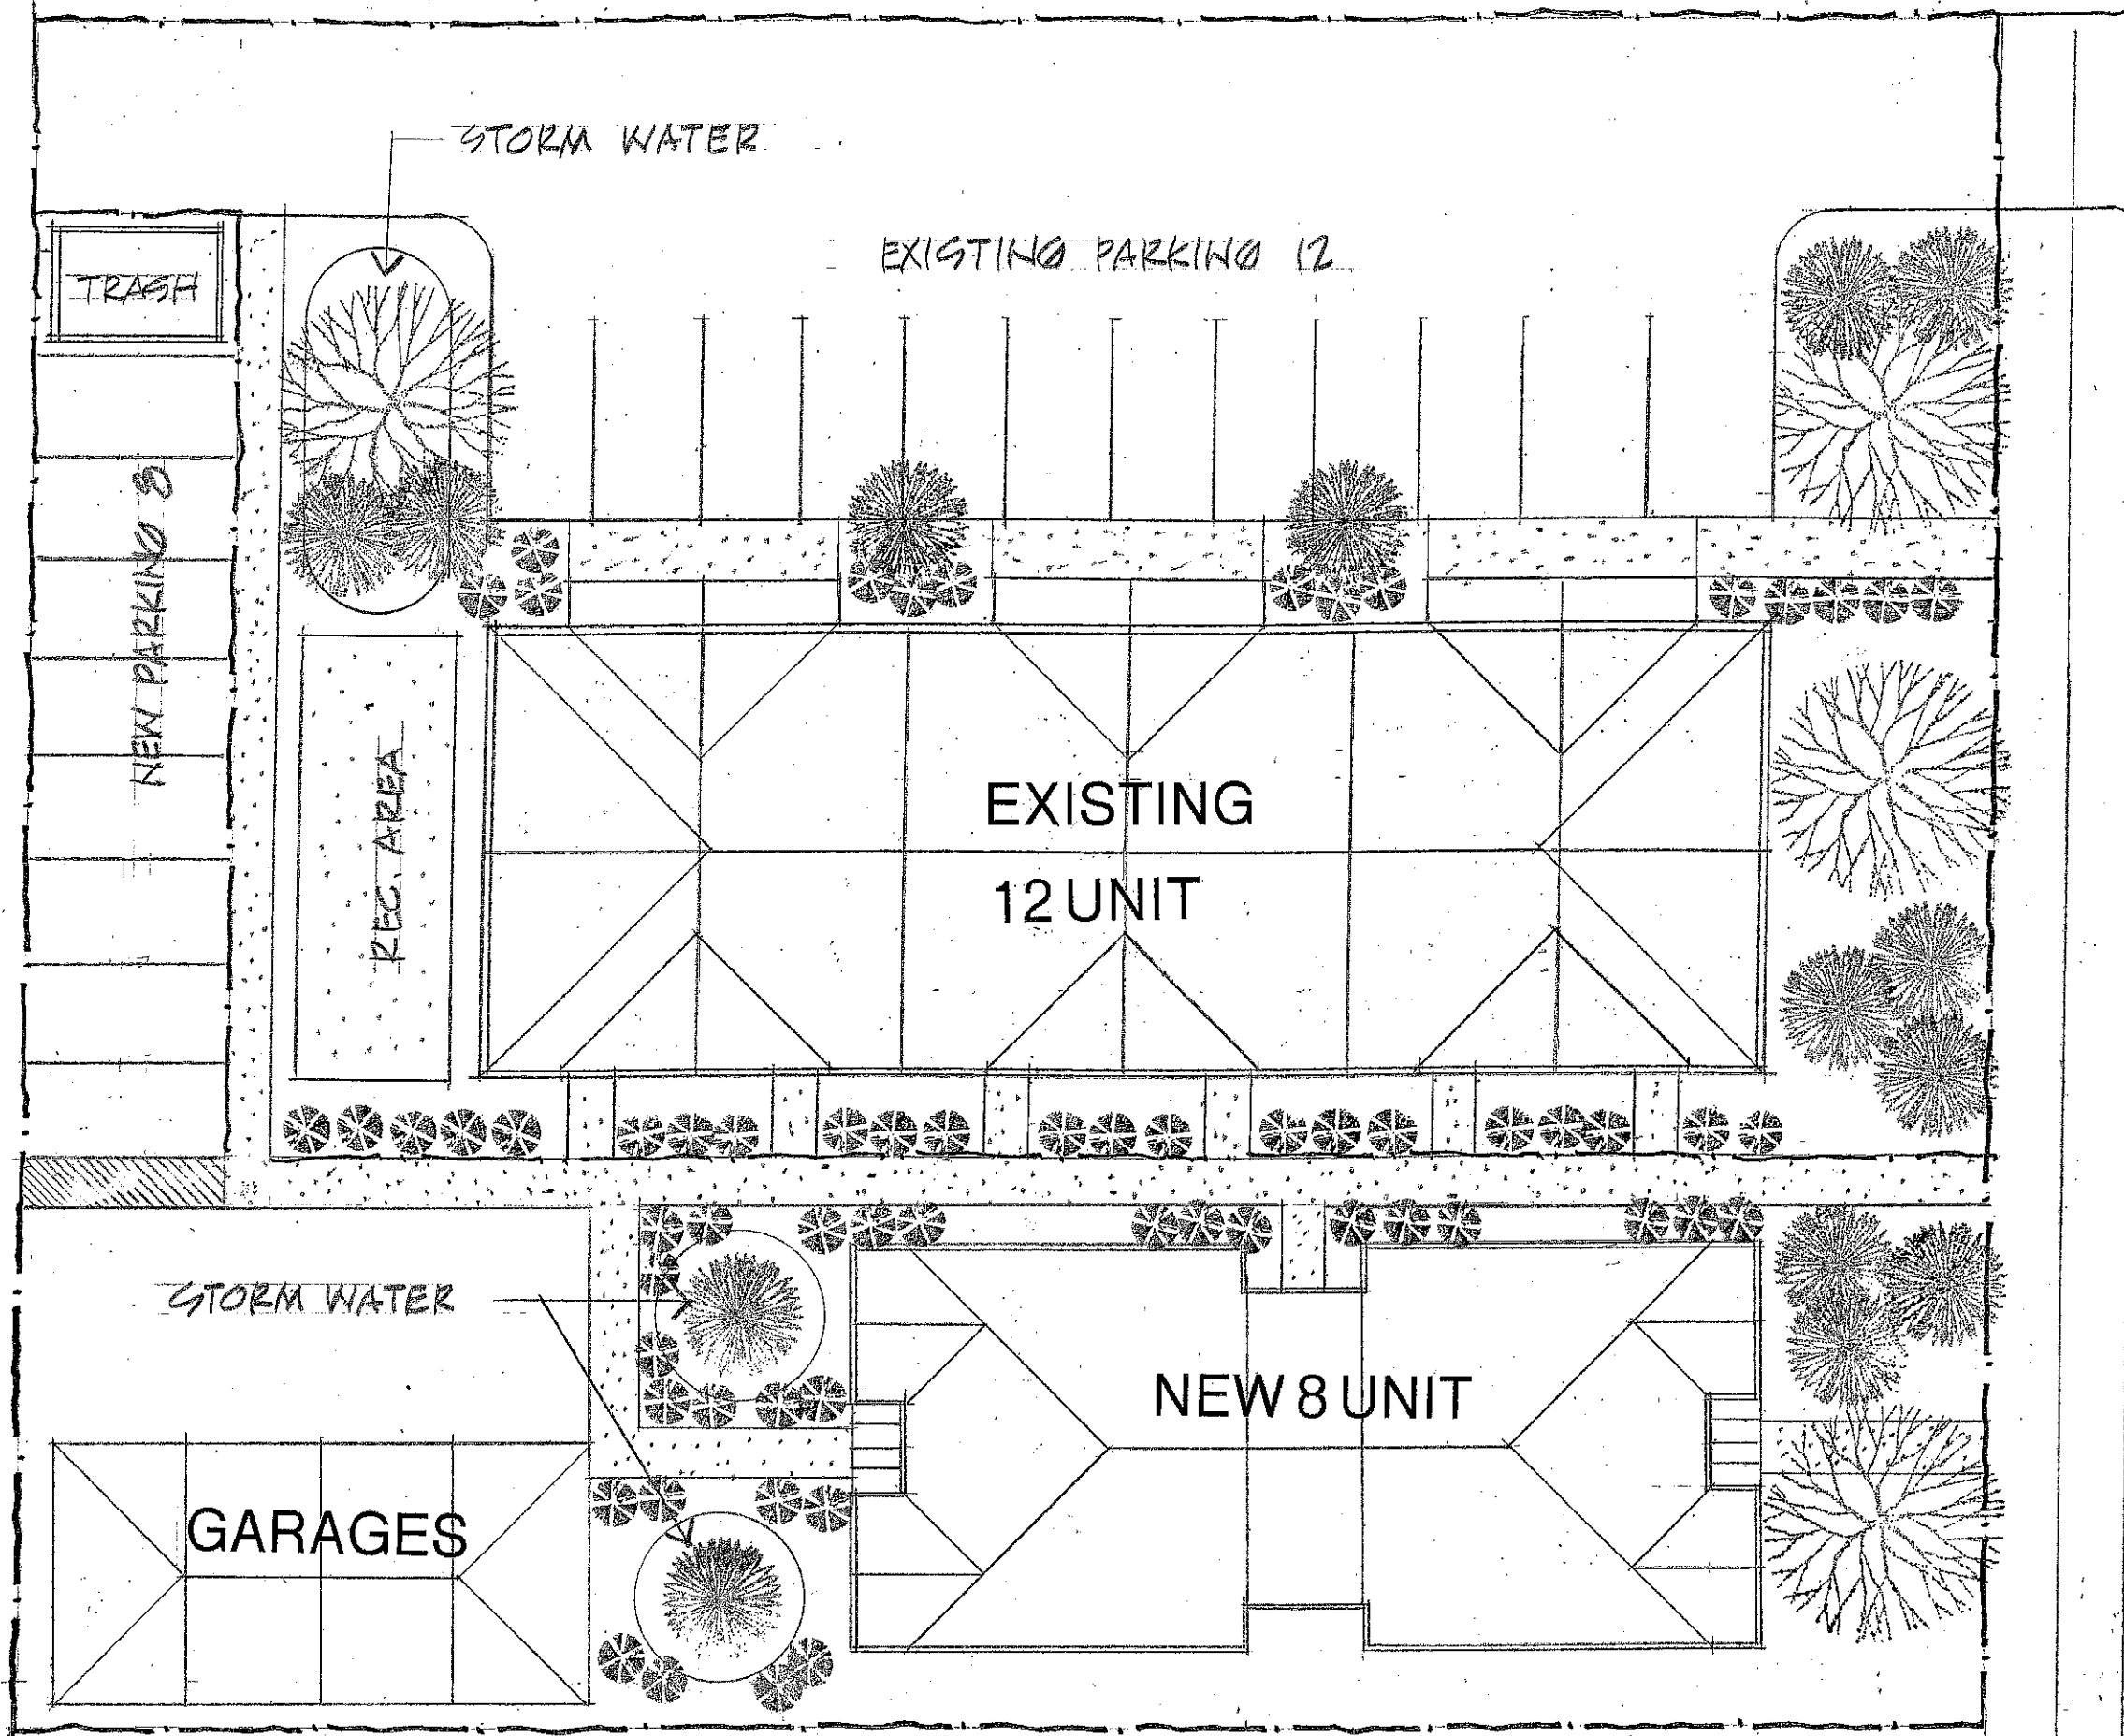 STORM WATER
EXISTING PARKING 12
TRASH
NEW PARKING 8
REC. AREA
EXISTING
12 UNIT
STORM WATER
NEW 8 UNIT
GARAGES